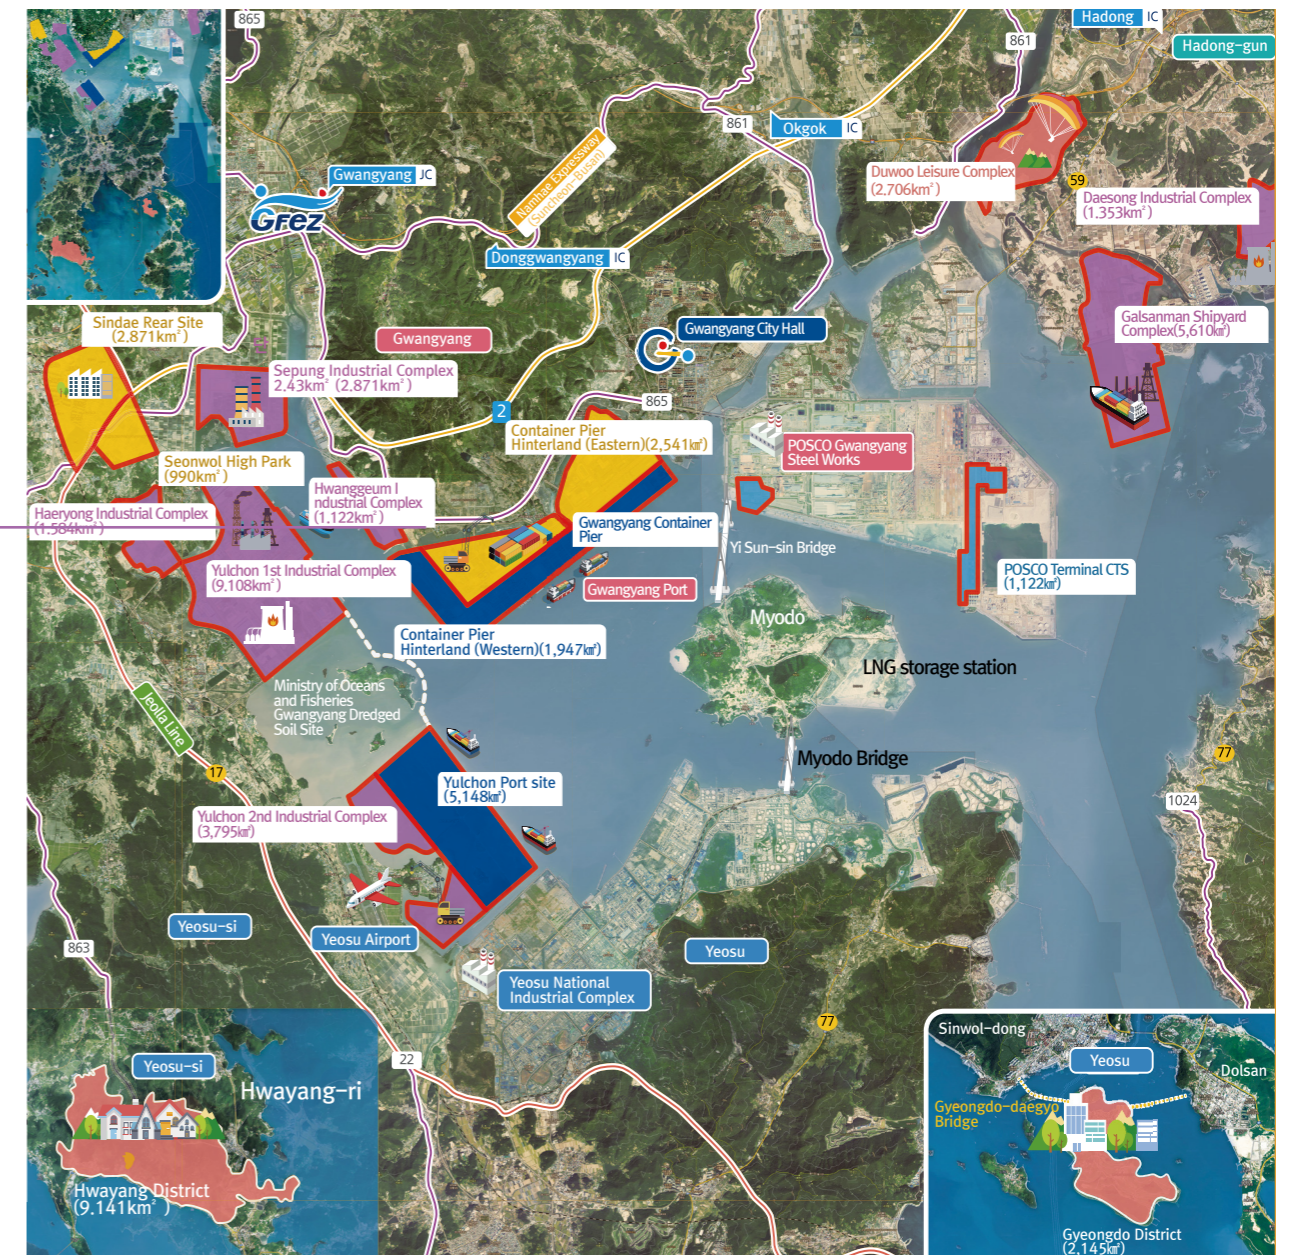 865
Hadong IC
Hadong-gun
861
861
Okgok IC
Namhae Expressway
(Suncheon-Busan)
Gwangyang JC
GFEZ
Duwoo Leisure Complex
(2.706km²)
59
Daesong Industrial Complex
(1.353km²)
Donggwangyang IC
Sindae Rear Site
(2.871km²)
Gwangyang
Gwangyang City Hall
Galsanman Shipyard
Complex(5,610㎢)
Sepung Industrial Complex
2.43km² (2.871km²)
865
2
Container Pier
Hinterland (Eastern)(2,541㎢)
POSCO Gwangyang
Steel Works
Seonwol High Park
(990km²)
Hwanggeum I
ndustrial Complex
(1.122km²)
Haeryong Industrial Complex
(1.584km²)
Gwangyang Container
Pier
Yi Sun-sin Bridge
Yulchon 1st Industrial Complex
(9.108km²)
POSCO Terminal CTS
(1,122㎢)
Gwangyang Port
Myodo
Container Pier
Hinterland (Western)(1,947㎢)
LNG storage station
Ministry of Oceans
and Fisheries
Gwangyang Dredged
Soil Site
Jeolla Line
17
Myodo Bridge
77
Yulchon Port site
(5,148㎢)
1024
Yulchon 2nd Industrial Complex
(3,795㎢)
Yeosu-si
Yeosu Airport
863
Yeosu
Yeosu National
Industrial Complex
77
22
Yeosu-si
Hwayang-ri
Hwayang District
(9.141km²)
Sinwol-dong
Yeosu
Dolsan
Gyeongdo-daegyo
Bridge
Gyeongdo District
(2,145㎢)